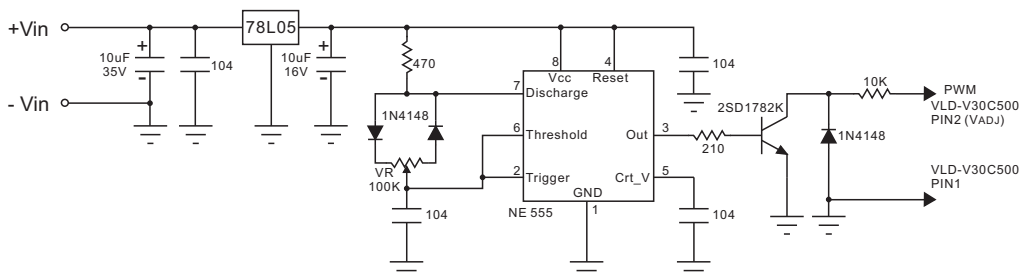 +Vin
78L05
+
10uF
35V
-
104
+
10uF
16V
-
470
8
4
Vcc
Reset
104
7
Discharge
1N4148
6
Threshold
Out
3
210
2SD1782K
10K
PWM
VLD-V30C500
PIN2 (VADJ)
1N4148
- Vin
VR
100K
2
Trigger
Crt_V
5
VLD-V30C500
PIN1
104
GND
1
NE 555
104